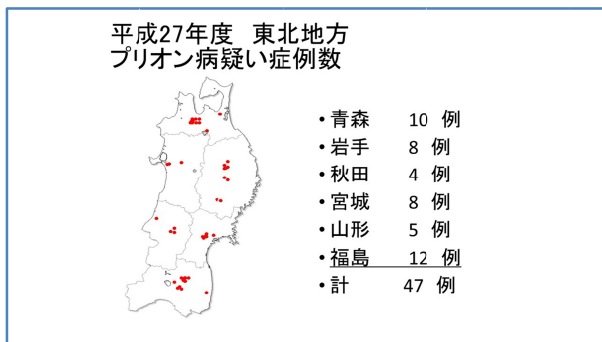 平成27年度 東北地方
プリオン病疑い症例数
• 青森 10 例
• 岩手 8 例
• 秋田 4 例
• 宮城 8 例
• 山形 5 例
• 福島 12 例
• 計 47 例